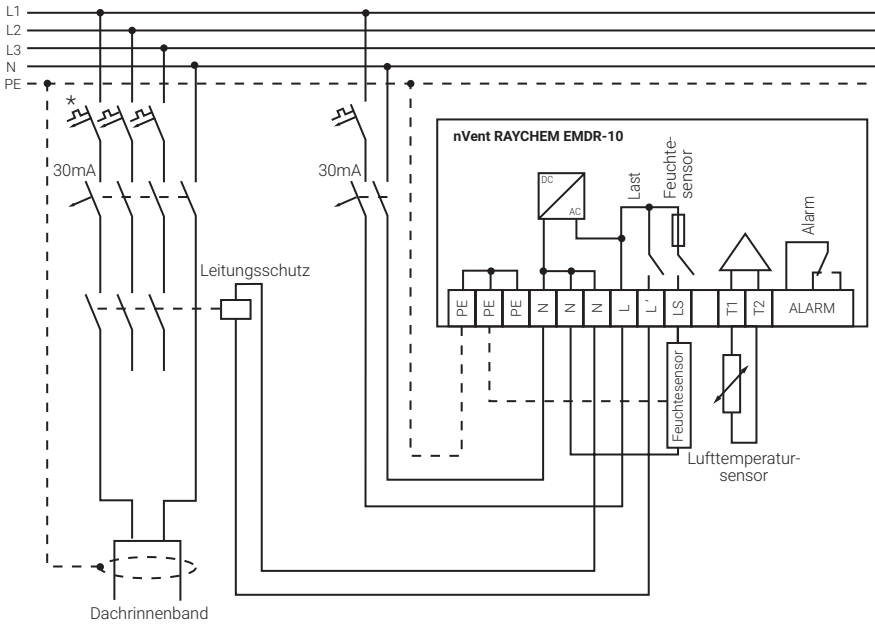 L1
L2
L3
N
PE
*
30mA
30mA
nVent RAYCHEM EMDR-10
DC
AC
Last
Feuchte-
sensor
Alarm
Leitungsschutz
PE
PE
PE
N
N
N
L
L'
LS
T1
T2
ALARM
Feuchtesensor
Lufttemperatur-
sensor
Dachrinnenband